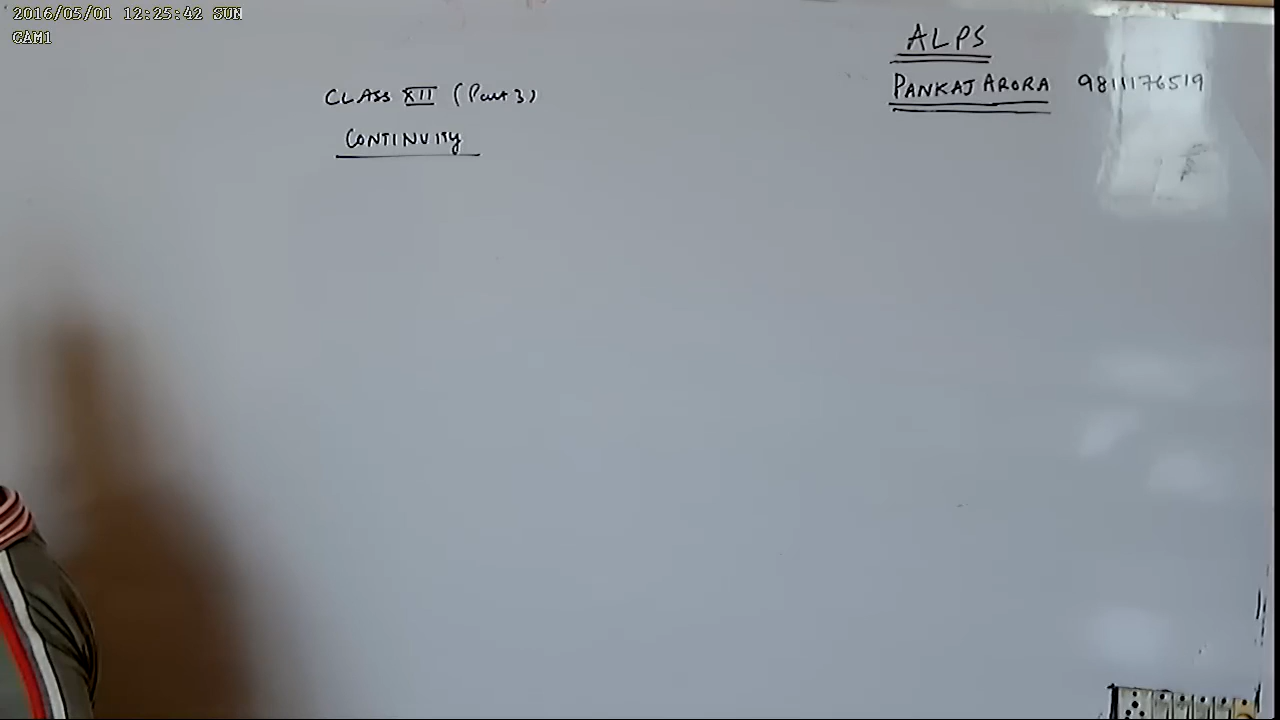 2016/05/01 12:25:42 SUN
CAM1
ALPS
PANKAJ ARORA 9811176519
CLASS XII (Part 3)
CONTINUITY